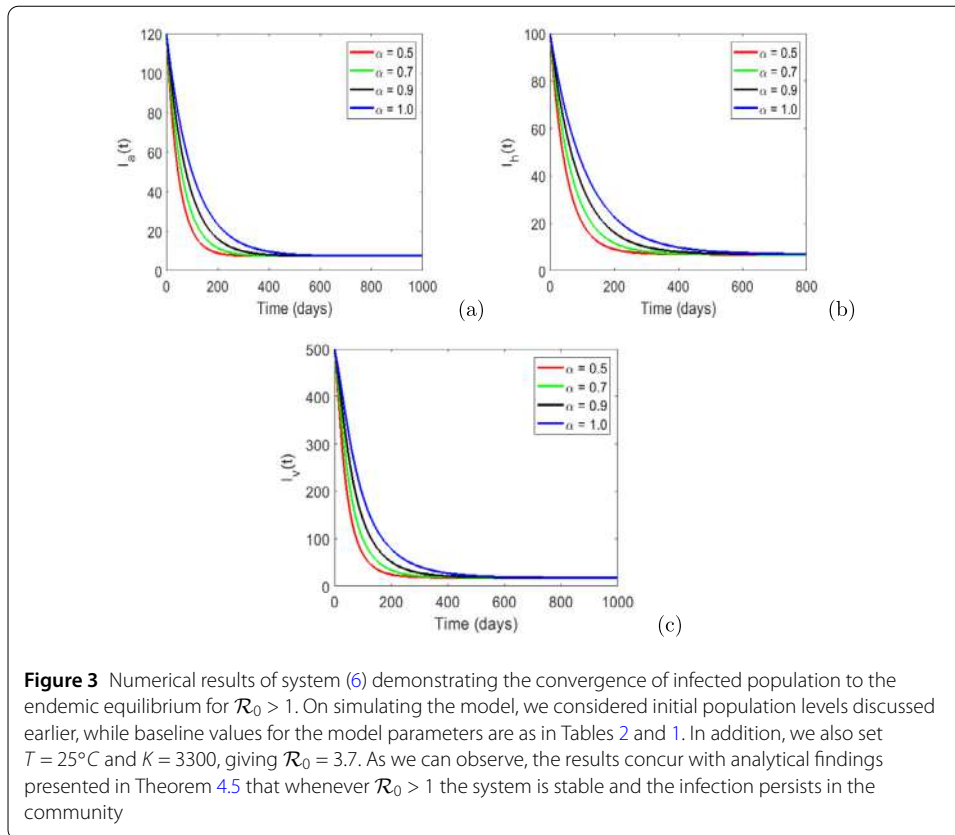 120
100
80
60
40
20
0
I_a(t)
0 200 400 600 800 1000
Time (days)
α = 0.5
α = 0.7
α = 0.9
α = 1.0
(a)
100
80
60
40
20
0
I_h(t)
0 200 400 600 800
Time (days)
α = 0.5
α = 0.7
α = 0.9
α = 1.0
(b)
500
400
300
200
100
0
I_v(t)
0 200 400 600 800 1000
Time (days)
α = 0.5
α = 0.7
α = 0.9
α = 1.0
(c)
Figure 3 Numerical results of system (6) demonstrating the convergence of infected population to the
endemic equilibrium for R₀ > 1. On simulating the model, we considered initial population levels discussed
earlier, while baseline values for the model parameters are as in Tables 2 and 1. In addition, we also set
T = 25°C and K = 3300, giving R₀ = 3.7. As we can observe, the results concur with analytical findings
presented in Theorem 4.5 that whenever R₀ > 1 the system is stable and the infection persists in the
community